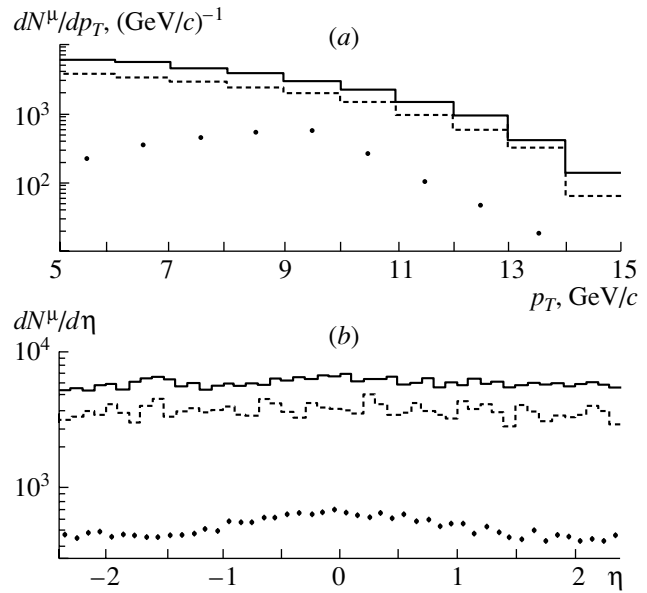 dN^μ/dp_T, (GeV/c)^−1
(a)
10^3
10^2
5 7 9 11 13 15
p_T, GeV/c
dN^μ/dη
(b)
10^4
10^3
−2 −1 0 1 2 η